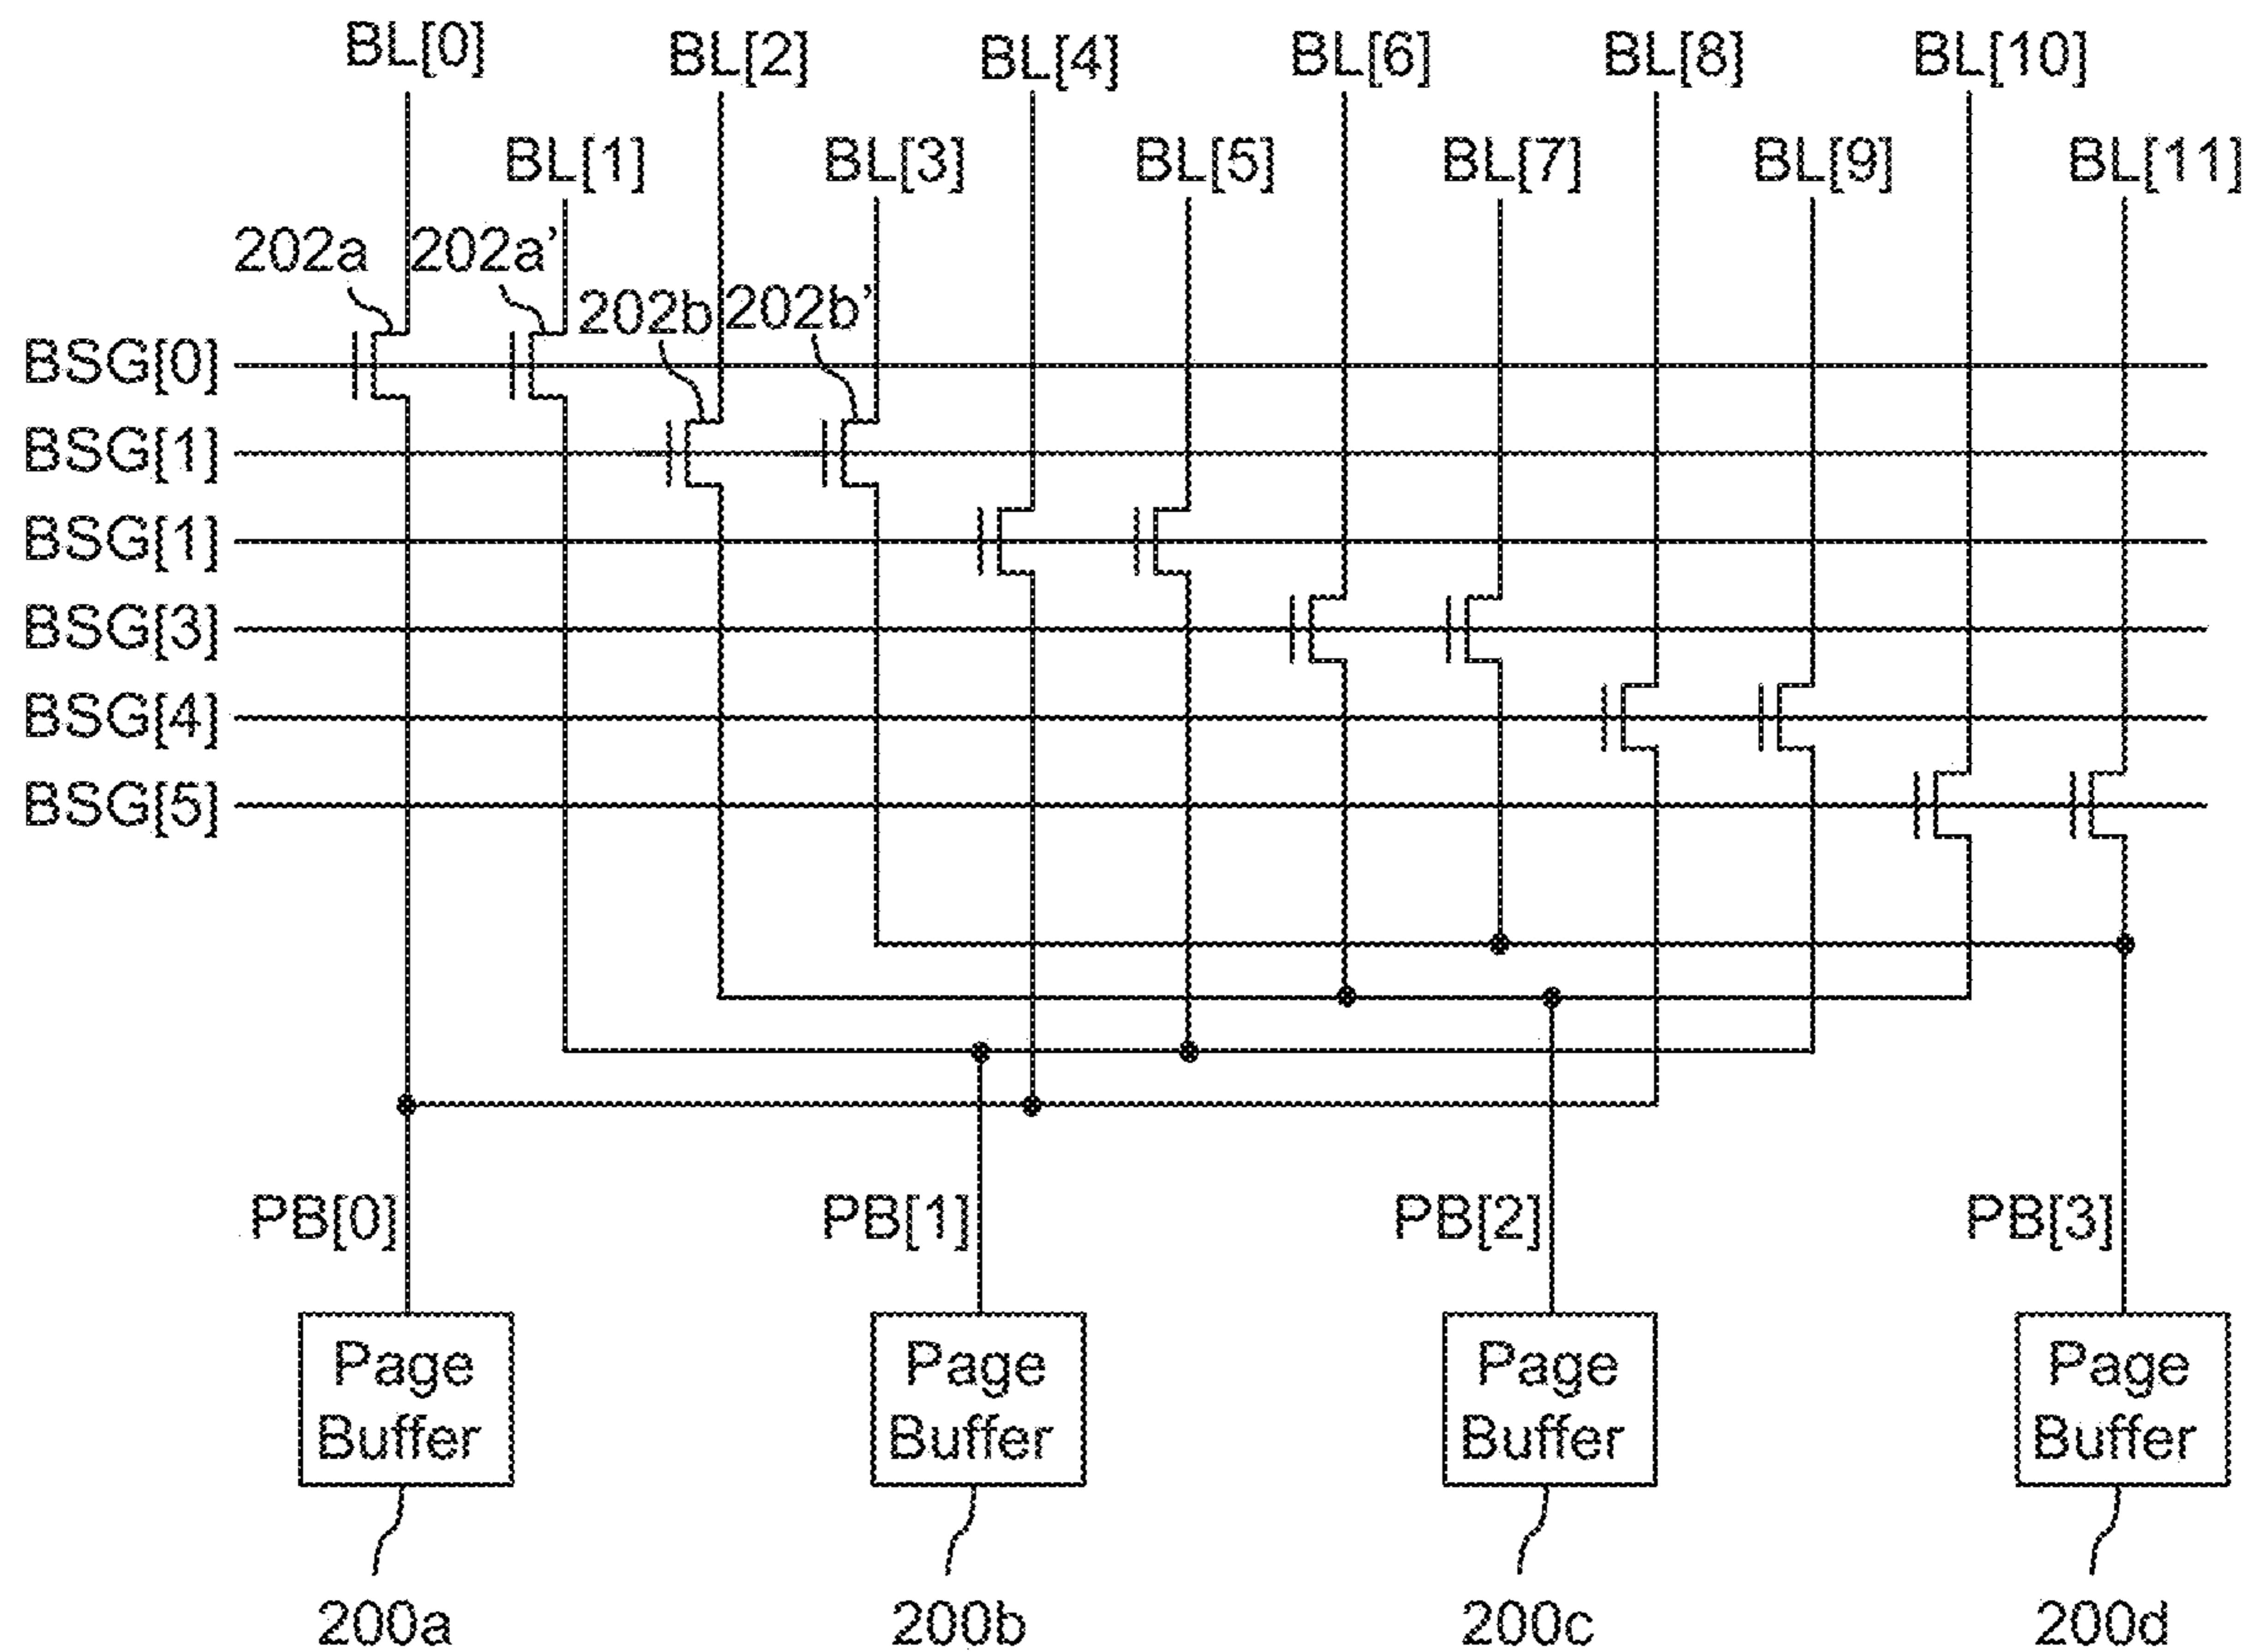 BL[0] BL[2] BL[4] BL[6] BL[8] BL[10]
BL[1] BL[3] BL[5] BL[7] BL[9] BL[11]
202a 202a’
202b 202b’
BSG[0]
BSG[1]
BSG[1]
BSG[3]
BSG[4]
BSG[5]
PB[0] PB[1] PB[2] PB[3]
Page Page Page Page
Buffer Buffer Buffer Buffer
200a 200b 200c 200d